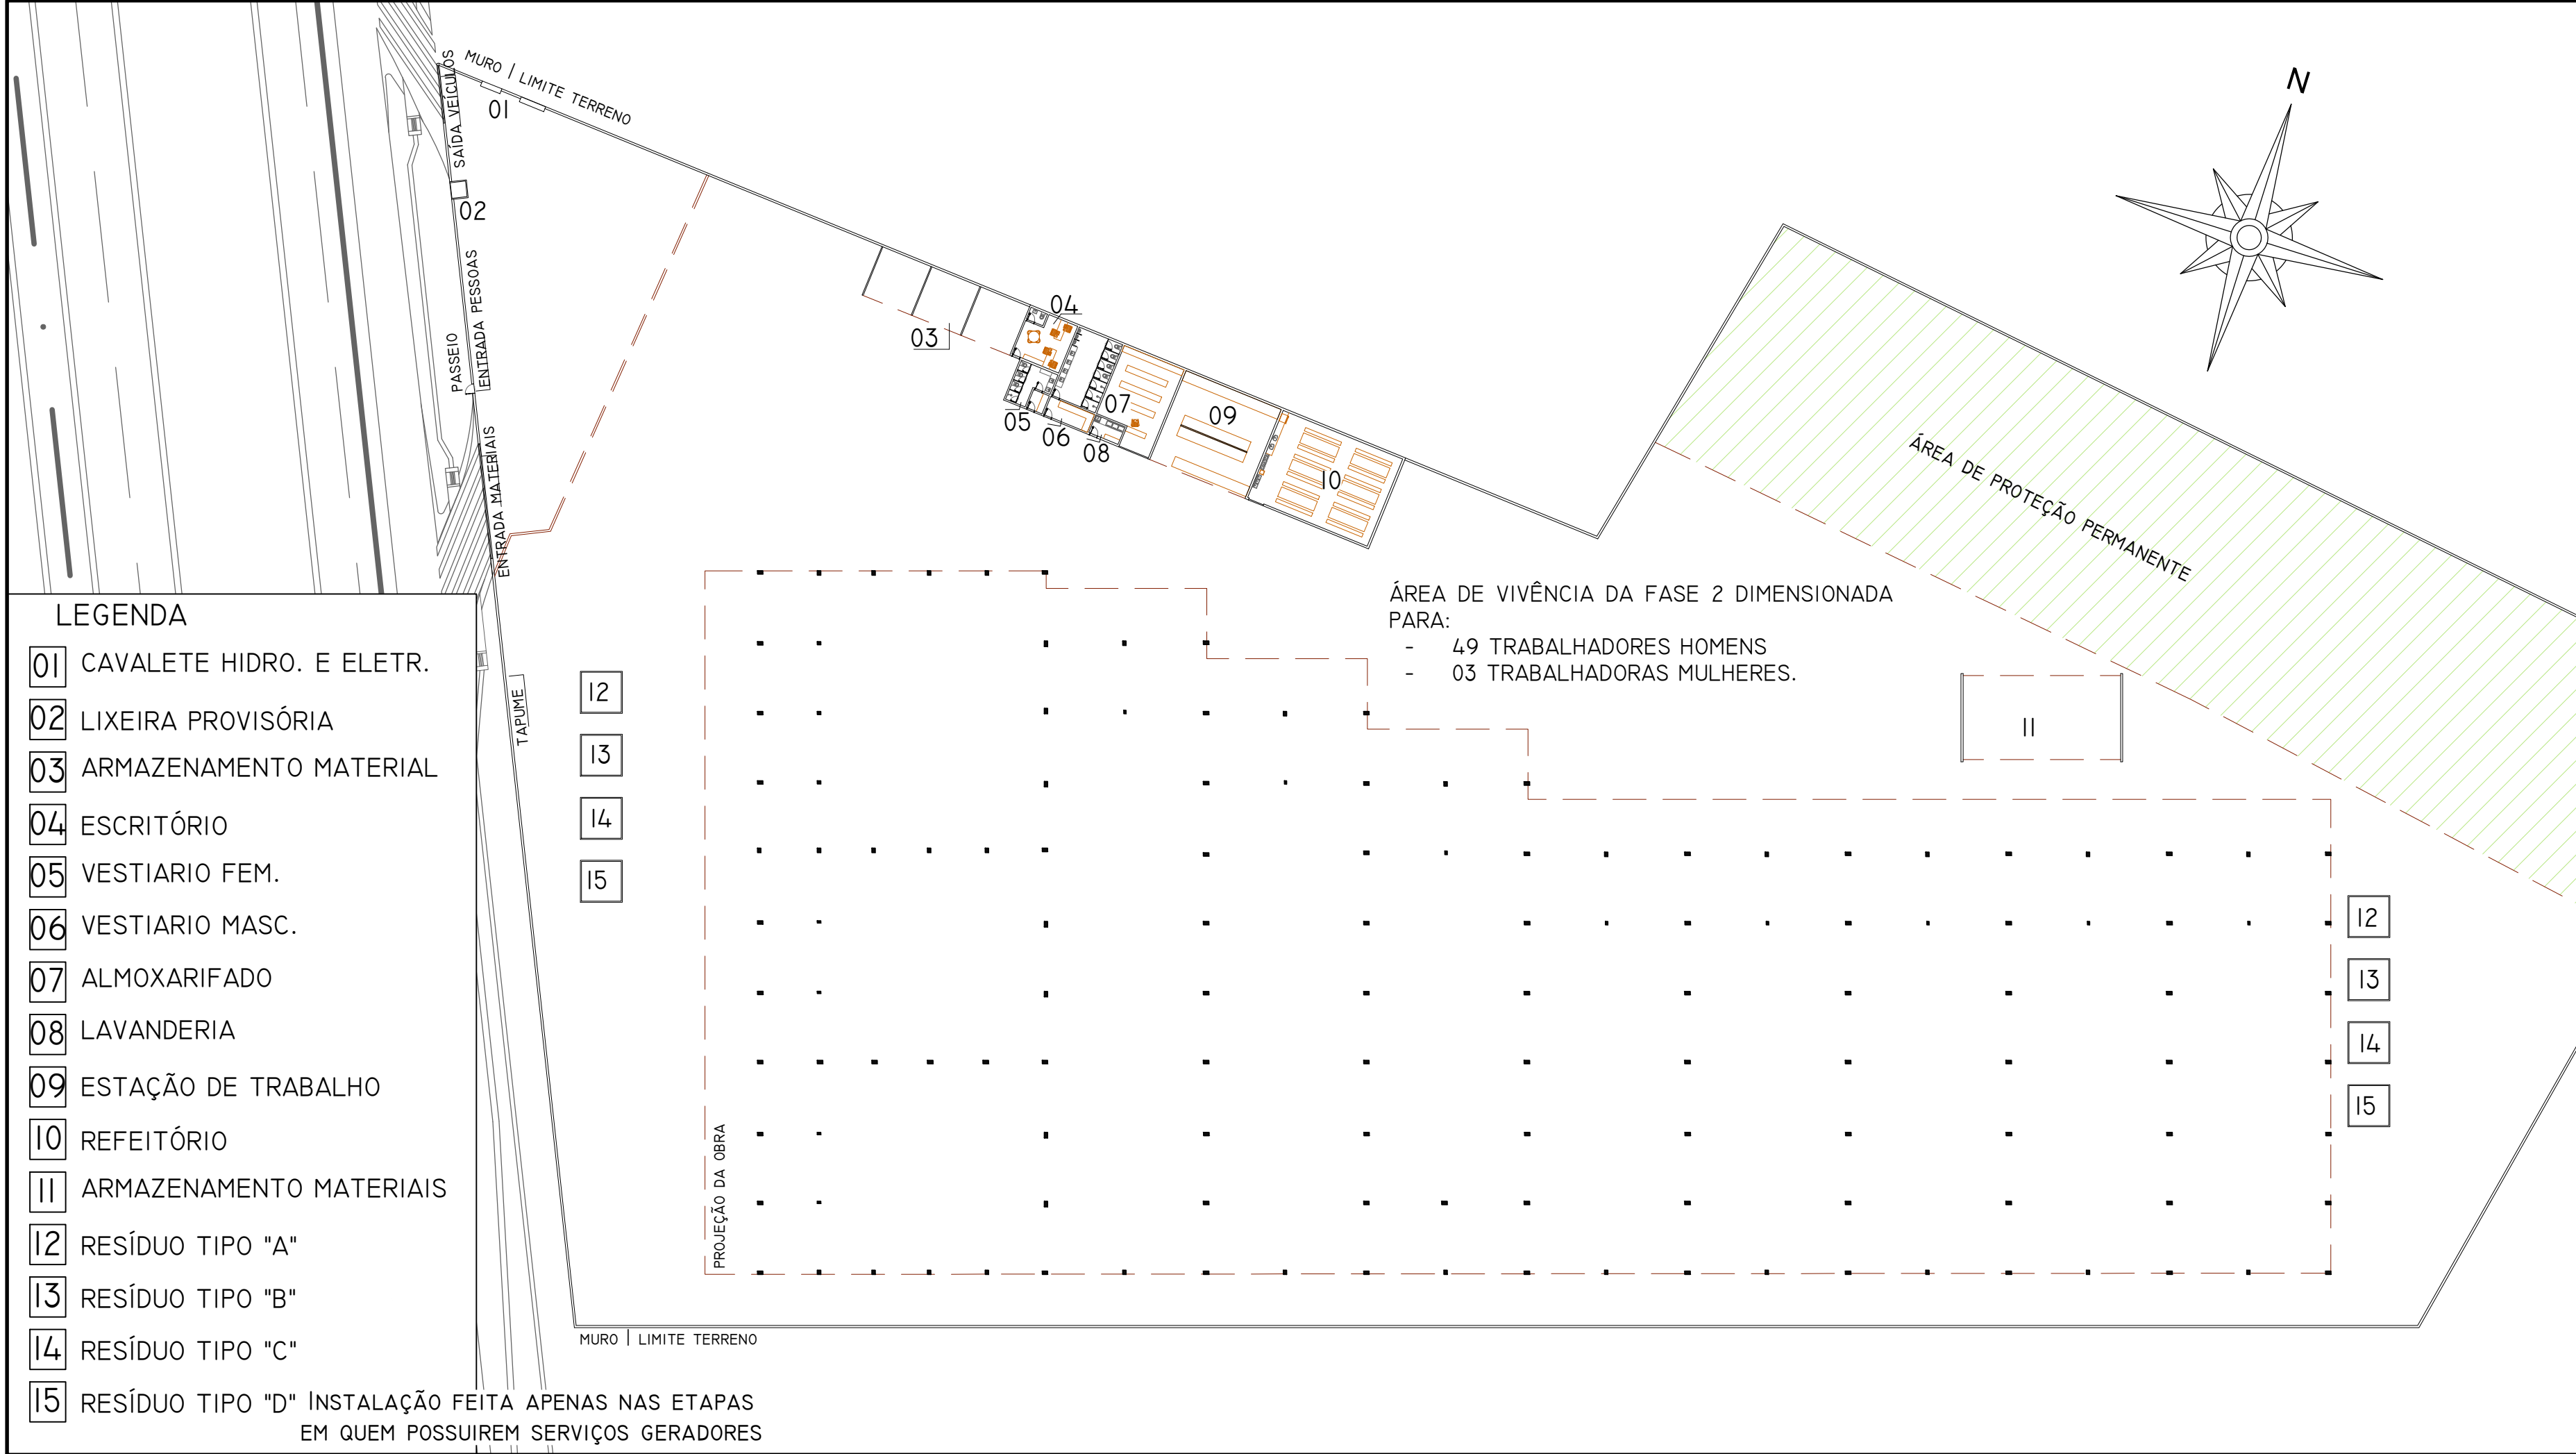 MURO | LIMITE TERRENO
N
SAÍDA VEÍCULOS
01
02
ENTRADA PESSOAS
PASSEIO
ENTRADA MATERIAIS
03
04
05
06
07
08
09
10
ÁREA DE PROTEÇÃO PERMANENTE
ÁREA DE VIVÊNCIA DA FASE 2 DIMENSIONADA
PARA:
- 49 TRABALHADORES HOMENS
- 03 TRABALHADORAS MULHERES.
11
TAPUME
12
13
14
15
12
13
14
15
PROJEÇÃO DA OBRA
MURO | LIMITE TERRENO
LEGENDA
01 CAVALETE HIDRO. E ELETR.
02 LIXEIRA PROVISÓRIA
03 ARMAZENAMENTO MATERIAL
04 ESCRITÓRIO
05 VESTIARIO FEM.
06 VESTIARIO MASC.
07 ALMOXARIFADO
08 LAVANDERIA
09 ESTAÇÃO DE TRABALHO
10 REFEITÓRIO
11 ARMAZENAMENTO MATERIAIS
12 RESÍDUO TIPO "A"
13 RESÍDUO TIPO "B"
14 RESÍDUO TIPO "C"
15 RESÍDUO TIPO "D" INSTALAÇÃO FEITA APENAS NAS ETAPAS
EM QUEM POSSUIREM SERVIÇOS GERADORES